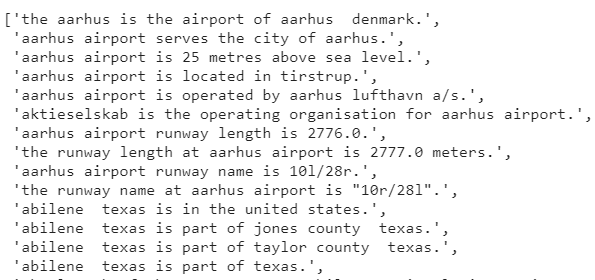 ['the aarhus is the airport of aarhus  denmark.',
'aarhus airport serves the city of aarhus.',
'aarhus airport is 25 metres above sea level.',
'aarhus airport is located in tirstrup.',
'aarhus airport is operated by aarhus lufthavn a/s.',
'aktieselskab is the operating organisation for aarhus airport.',
'aarhus airport runway length is 2776.0.',
'the runway length at aarhus airport is 2777.0 meters.',
'aarhus airport runway name is 10l/28r.',
'the runway name at aarhus airport is "10r/28l".',
'abilene  texas is in the united states.',
'abilene  texas is part of jones county  texas.',
'abilene  texas is part of taylor county  texas.',
'abilene  texas is part of texas.',